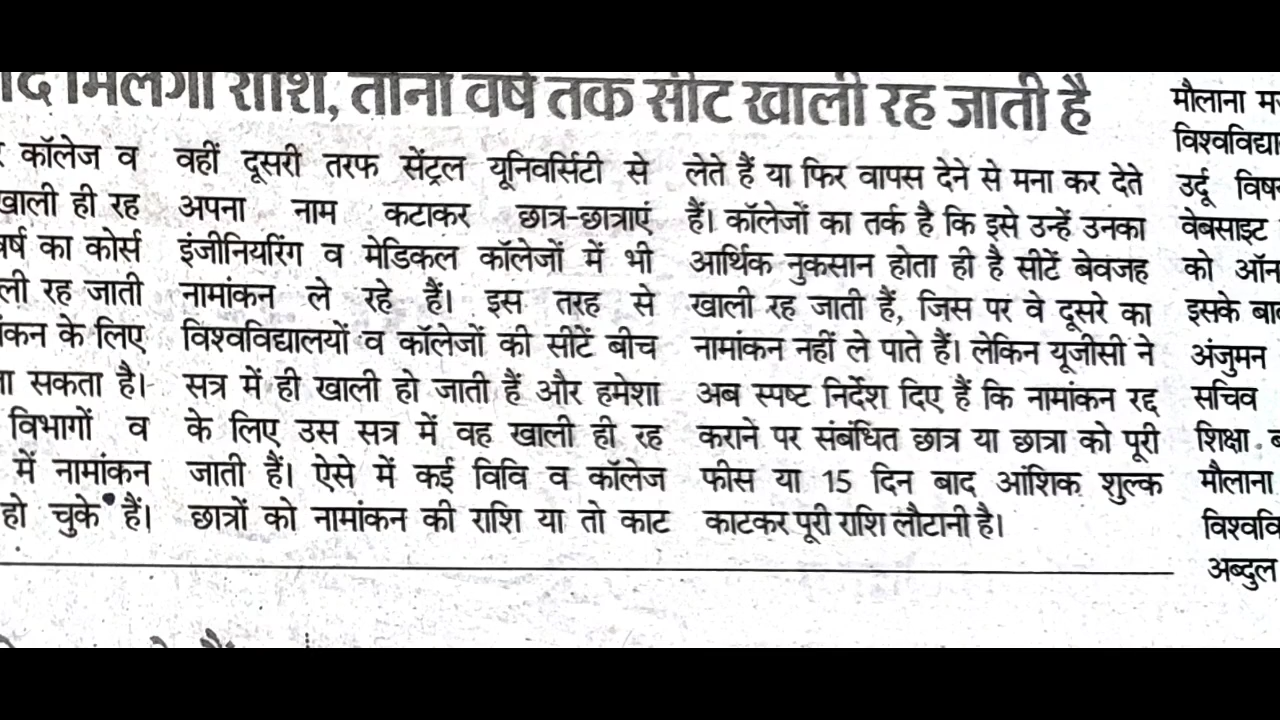 मिलेगी राशि, तीनों वर्ष तक सीट खाली रह जाती है
कॉलेज व
खाली ही रह
वर्ष का कोर्स
रह जाती
के लिए
सकता है।
विभागों व
में नामांकन
हो चुके हैं।
वहीं दूसरी तरफ सेंट्रल यूनिवर्सिटी से
अपना नाम कटाकर छात्र-छात्राएं
इंजीनियरिंग व मेडिकल कॉलेजों में भी
नामांकन ले रहे हैं। इस तरह से
विश्वविद्यालयों व कॉलेजों की सीटें बीच
सत्र में ही खाली हो जाती हैं और हमेशा
के लिए उस सत्र में वह खाली ही रह
जाती हैं। ऐसे में कई विवि व कॉलेज
छात्रों को नामांकन की राशि या तो काट
लेते हैं या फिर वापस देने से मना कर देते
हैं। कॉलेजों का तर्क है कि इसे उन्हें उनका
आर्थिक नुकसान होता ही है सीटें बेवजह
खाली रह जाती हैं, जिस पर वे दूसरे का
नामांकन नहीं ले पाते हैं। लेकिन यूजीसी ने
अब स्पष्ट निर्देश दिए हैं कि नामांकन रद्द
कराने पर संबंधित छात्र या छात्रा को पूरी
फीस या 15 दिन बाद आंशिक शुल्क
काटकर पूरी राशि लौटानी है।
मौलाना
उर्दू
वेबसाइट
को
इसके
अंजुमन
सचिव
शिक्षा
मौलाना
अब्दुल